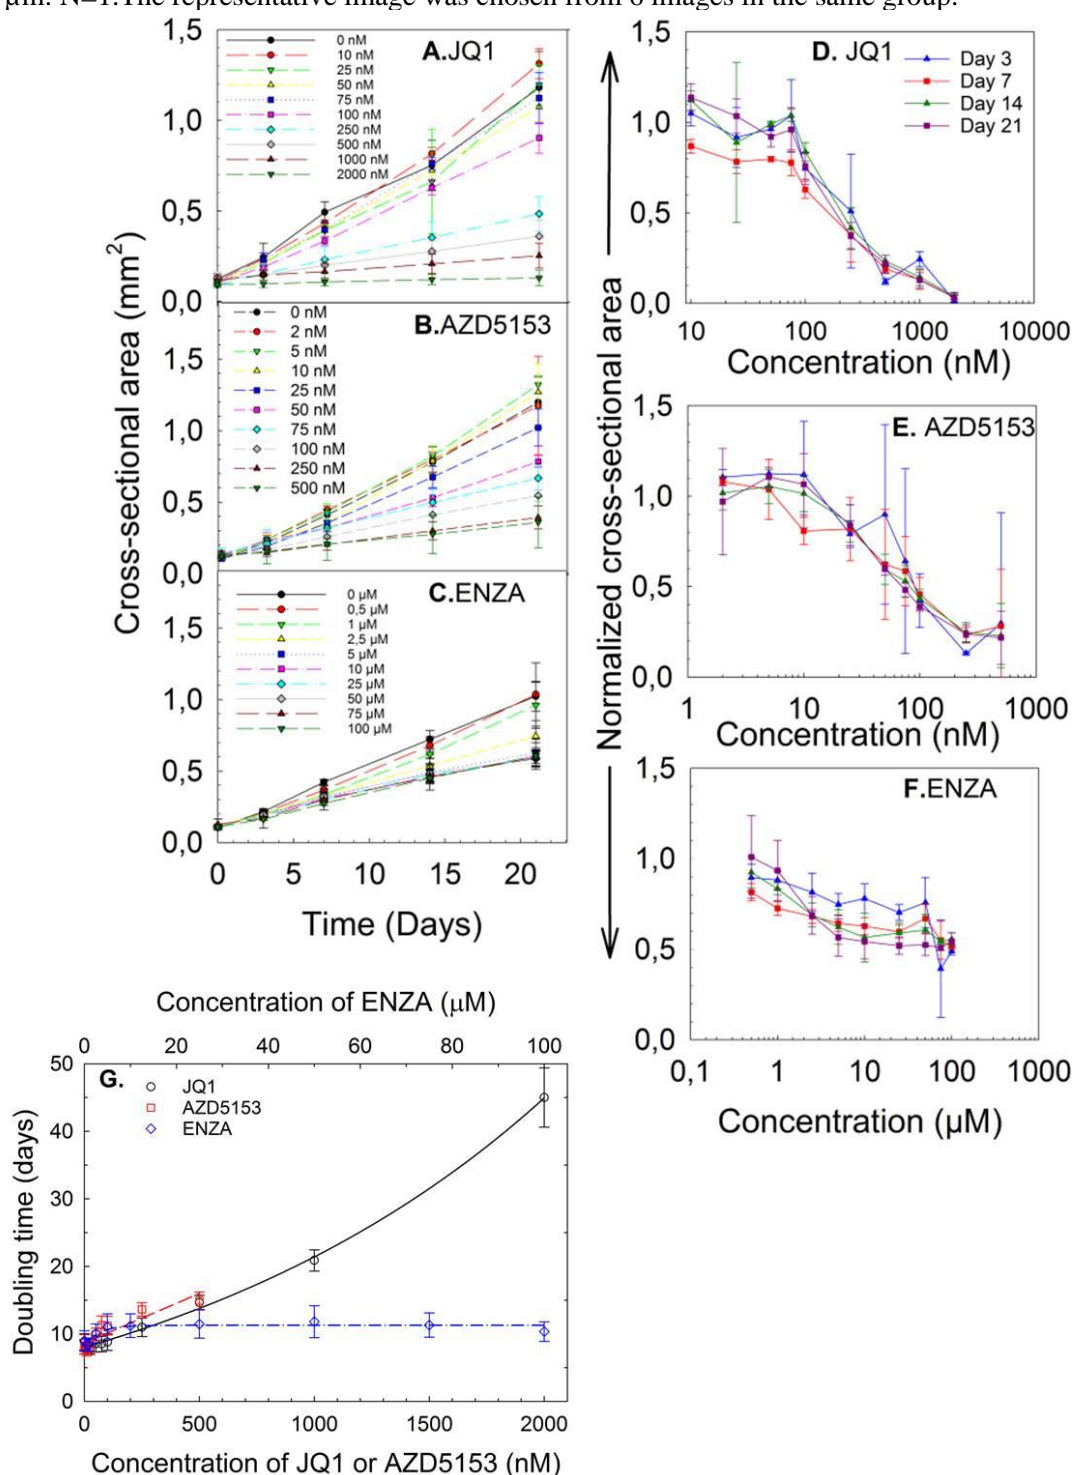 µm. N=1.The representative image was chosen from 6 images in the same group.
A.JQ1
0 nM
10 nM
25 nM
50 nM
75 nM
100 nM
250 nM
500 nM
1000 nM
2000 nM
1,5
1,0
0,5
0,0
B.AZD5153
0 nM
2 nM
5 nM
10 nM
25 nM
50 nM
75 nM
100 nM
250 nM
500 nM
1,5
1,0
0,5
0,0
C.ENZA
0 µM
0,5 µM
1 µM
2,5 µM
5 µM
10 µM
25 µM
50 µM
75 µM
100 µM
1,5
1,0
0,5
0,0
0 5 10 15 20
Time (Days)
Cross-sectional area (mm2)
D. JQ1
Day 3
Day 7
Day 14
Day 21
1,5
1,0
0,5
0,0
10 100 1000 10000
Concentration (nM)
E. AZD5153
1,5
1,0
0,5
0,0
1 10 100 1000
Concentration (nM)
F.ENZA
1,5
1,0
0,5
0,0
0,1 1 10 100 1000
Concentration (µM)
Normalized cross-sectional area
Concentration of ENZA (µM)
0 20 40 60 80 100
G.
JQ1
AZD5153
ENZA
50
40
30
20
10
0
Doubling time (days)
0 500 1000 1500 2000
Concentration of JQ1 or AZD5153 (nM)